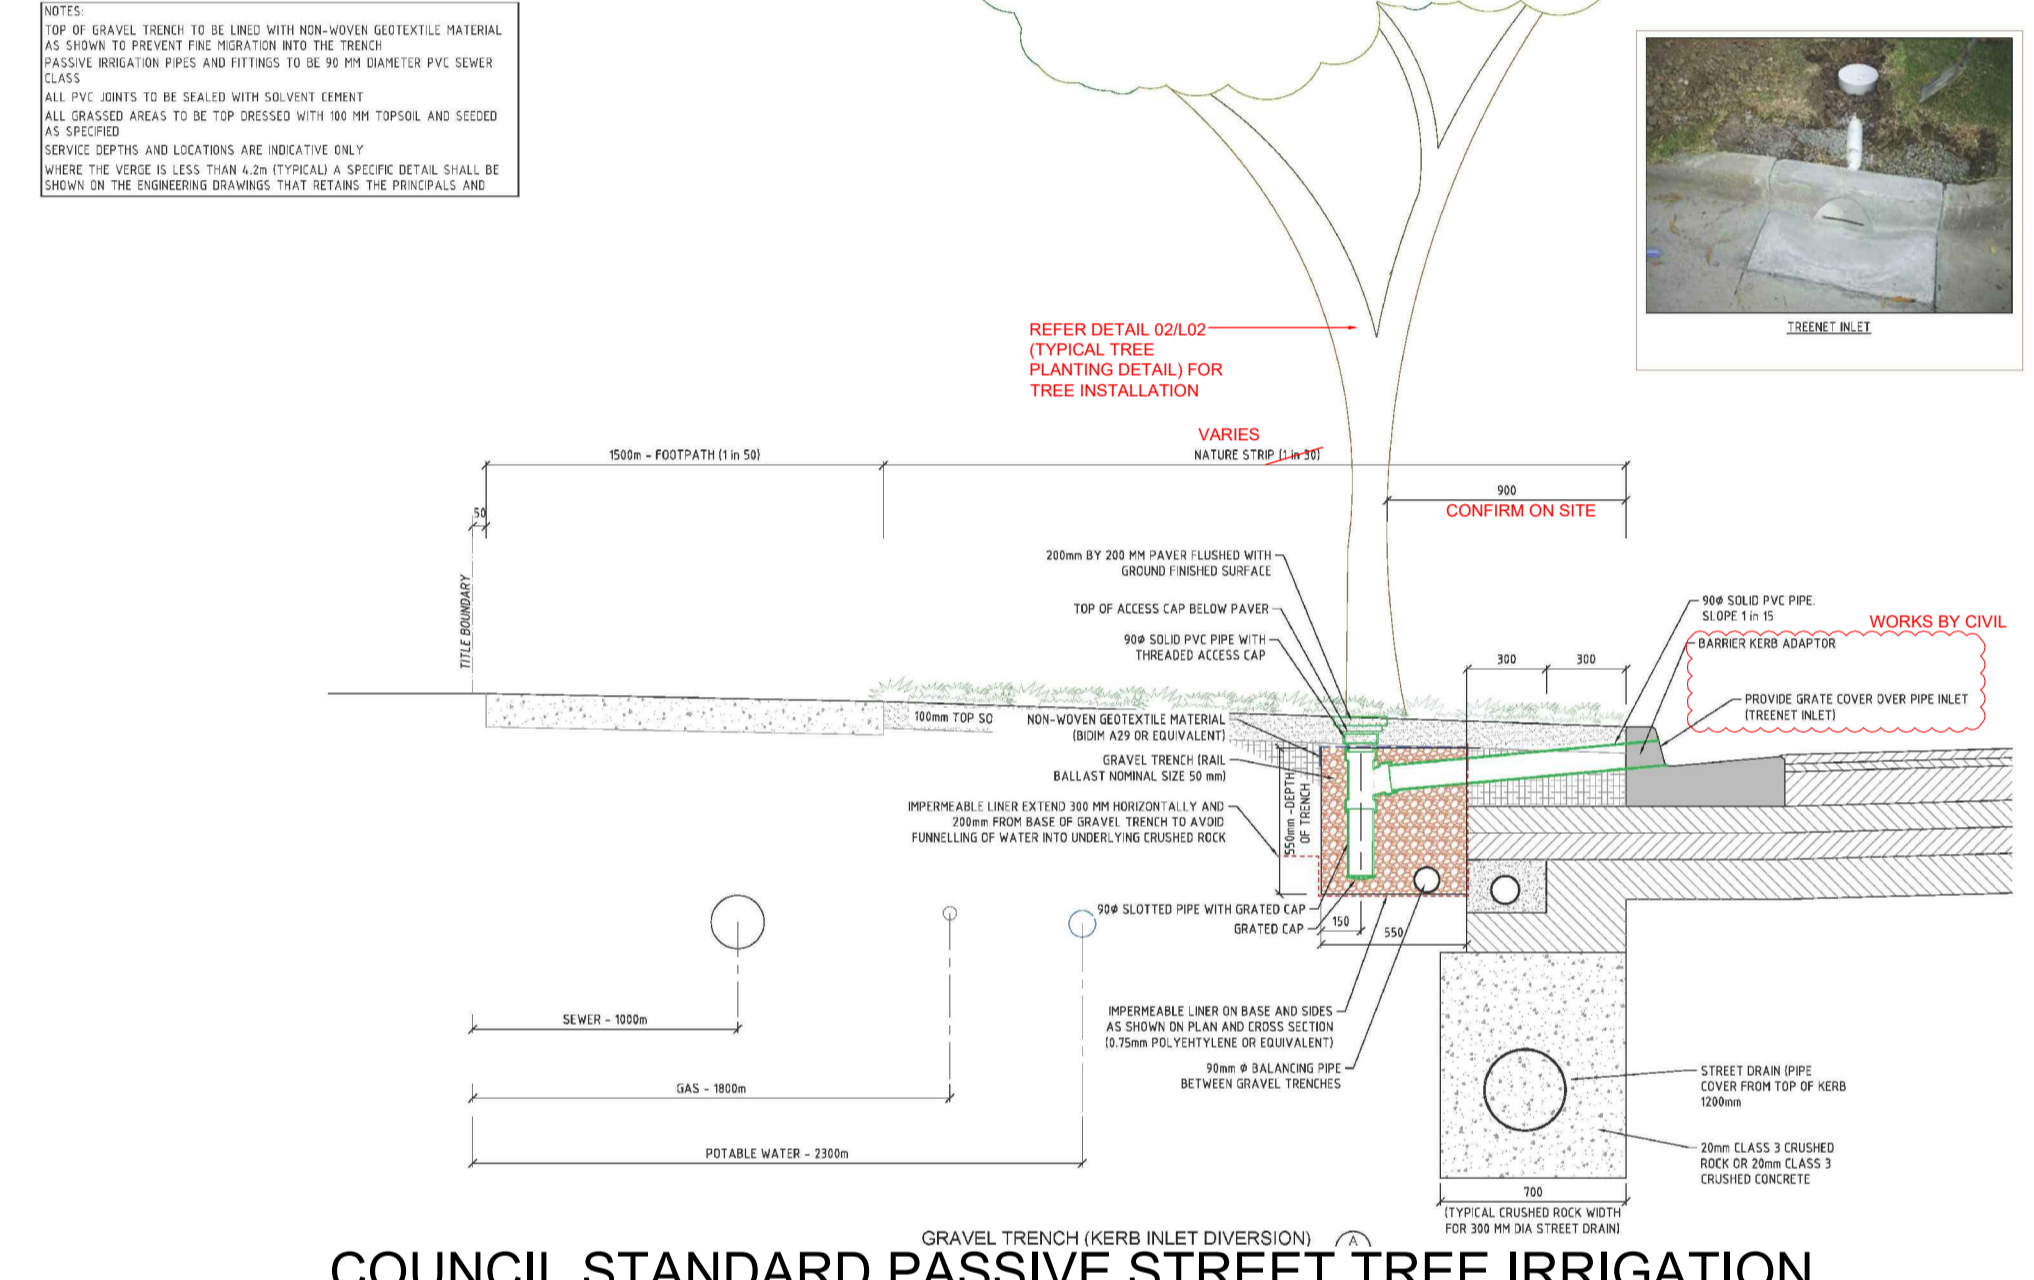 NOTES:
TOP OF GRAVEL TRENCH TO BE LINED WITH NON-WOVEN GEOTEXTILE MATERIAL
AS SHOWN TO PREVENT FINE MIGRATION INTO THE TRENCH
PASSIVE IRRIGATION PIPES AND FITTINGS TO BE 90 MM DIAMETER PVC SEWER
CLASS
ALL PVC JOINTS TO BE SEALED WITH SOLVENT CEMENT
ALL GRASSED AREAS TO BE TOP DRESSED WITH 100 MM TOPSOIL AND SEEDED
AS SPECIFIED
SERVICE DEPTHS AND LOCATIONS ARE INDICATIVE ONLY
WHERE THE VERGE IS LESS THAN 4.2m (TYPICAL) A SPECIFIC DETAIL SHALL BE
SHOWN ON THE ENGINEERING DRAWINGS THAT RETAINS THE PRINCIPALS AND
TREENET INLET
REFER DETAIL 02/L02
(TYPICAL TREE
PLANTING DETAIL) FOR
TREE INSTALLATION
VARIES
1500m - FOOTPATH (1 in 50)
NATURE STRIP (1 in 30)
900
CONFIRM ON SITE
50
TITLE BOUNDARY
200mm BY 200 MM PAVER FLUSHED WITH
GROUND FINISHED SURFACE
TOP OF ACCESS CAP BELOW PAVER
90ϕ SOLID PVC PIPE WITH
THREADED ACCESS CAP
90ϕ SOLID PVC PIPE.
SLOPE 1 in 15
WORKS BY CIVIL
BARRIER KERB ADAPTOR
300
300
PROVIDE GRATE COVER OVER PIPE INLET
(TREENET INLET)
100mm TOP SO
NON-WOVEN GEOTEXTILE MATERIAL
(BIDIM A29 OR EQUIVALENT)
GRAVEL TRENCH (RAIL
BALLAST NOMINAL SIZE 50 mm)
IMPERMEABLE LINER EXTEND 300 MM HORIZONTALLY AND
200mm FROM BASE OF GRAVEL TRENCH TO AVOID
FUNNELLING OF WATER INTO UNDERLYING CRUSHED ROCK
550mm -DEPTH
OF TRENCH
90ϕ SLOTTED PIPE WITH GRATED CAP
GRATED CAP
150
550
IMPERMEABLE LINER ON BASE AND SIDES
AS SHOWN ON PLAN AND CROSS SECTION
(0.75mm POLYEHTYLENE OR EQUIVALENT)
90mm ϕ BALANCING PIPE
BETWEEN GRAVEL TRENCHES
SEWER - 1000m
GAS - 1800m
POTABLE WATER - 2300m
STREET DRAIN (PIPE
COVER FROM TOP OF KERB
1200mm
20mm CLASS 3 CRUSHED
ROCK OR 20mm CLASS 3
CRUSHED CONCRETE
700
(TYPICAL CRUSHED ROCK WIDTH
FOR 300 MM DIA STREET DRAIN)
GRAVEL TRENCH (KERB INLET DIVERSION) A
COUNCIL STANDARD PASSIVE STREET TREE IRRIGATION